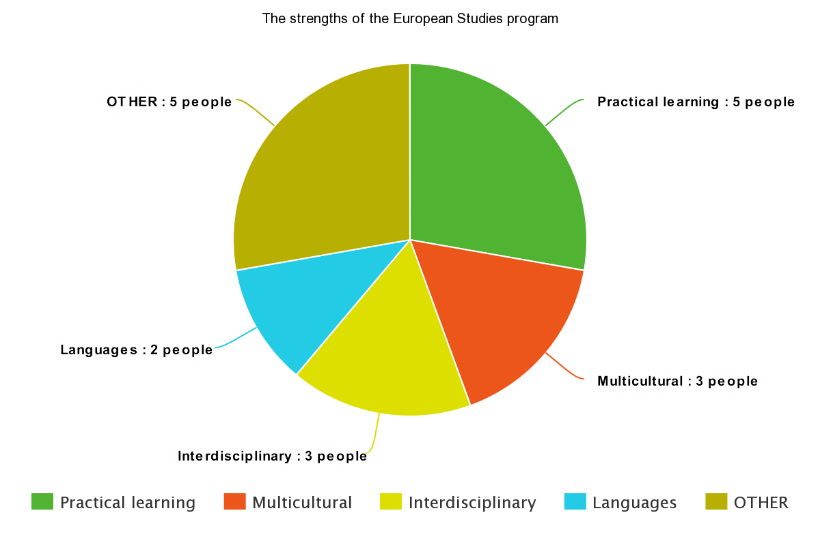 The strengths of the European Studies program
OTHER : 5 people
Practical learning : 5 people
Languages : 2 people
Multicultural : 3 people
Interdisciplinary : 3 people
Practical learning Multicultural Interdisciplinary Languages OTHER